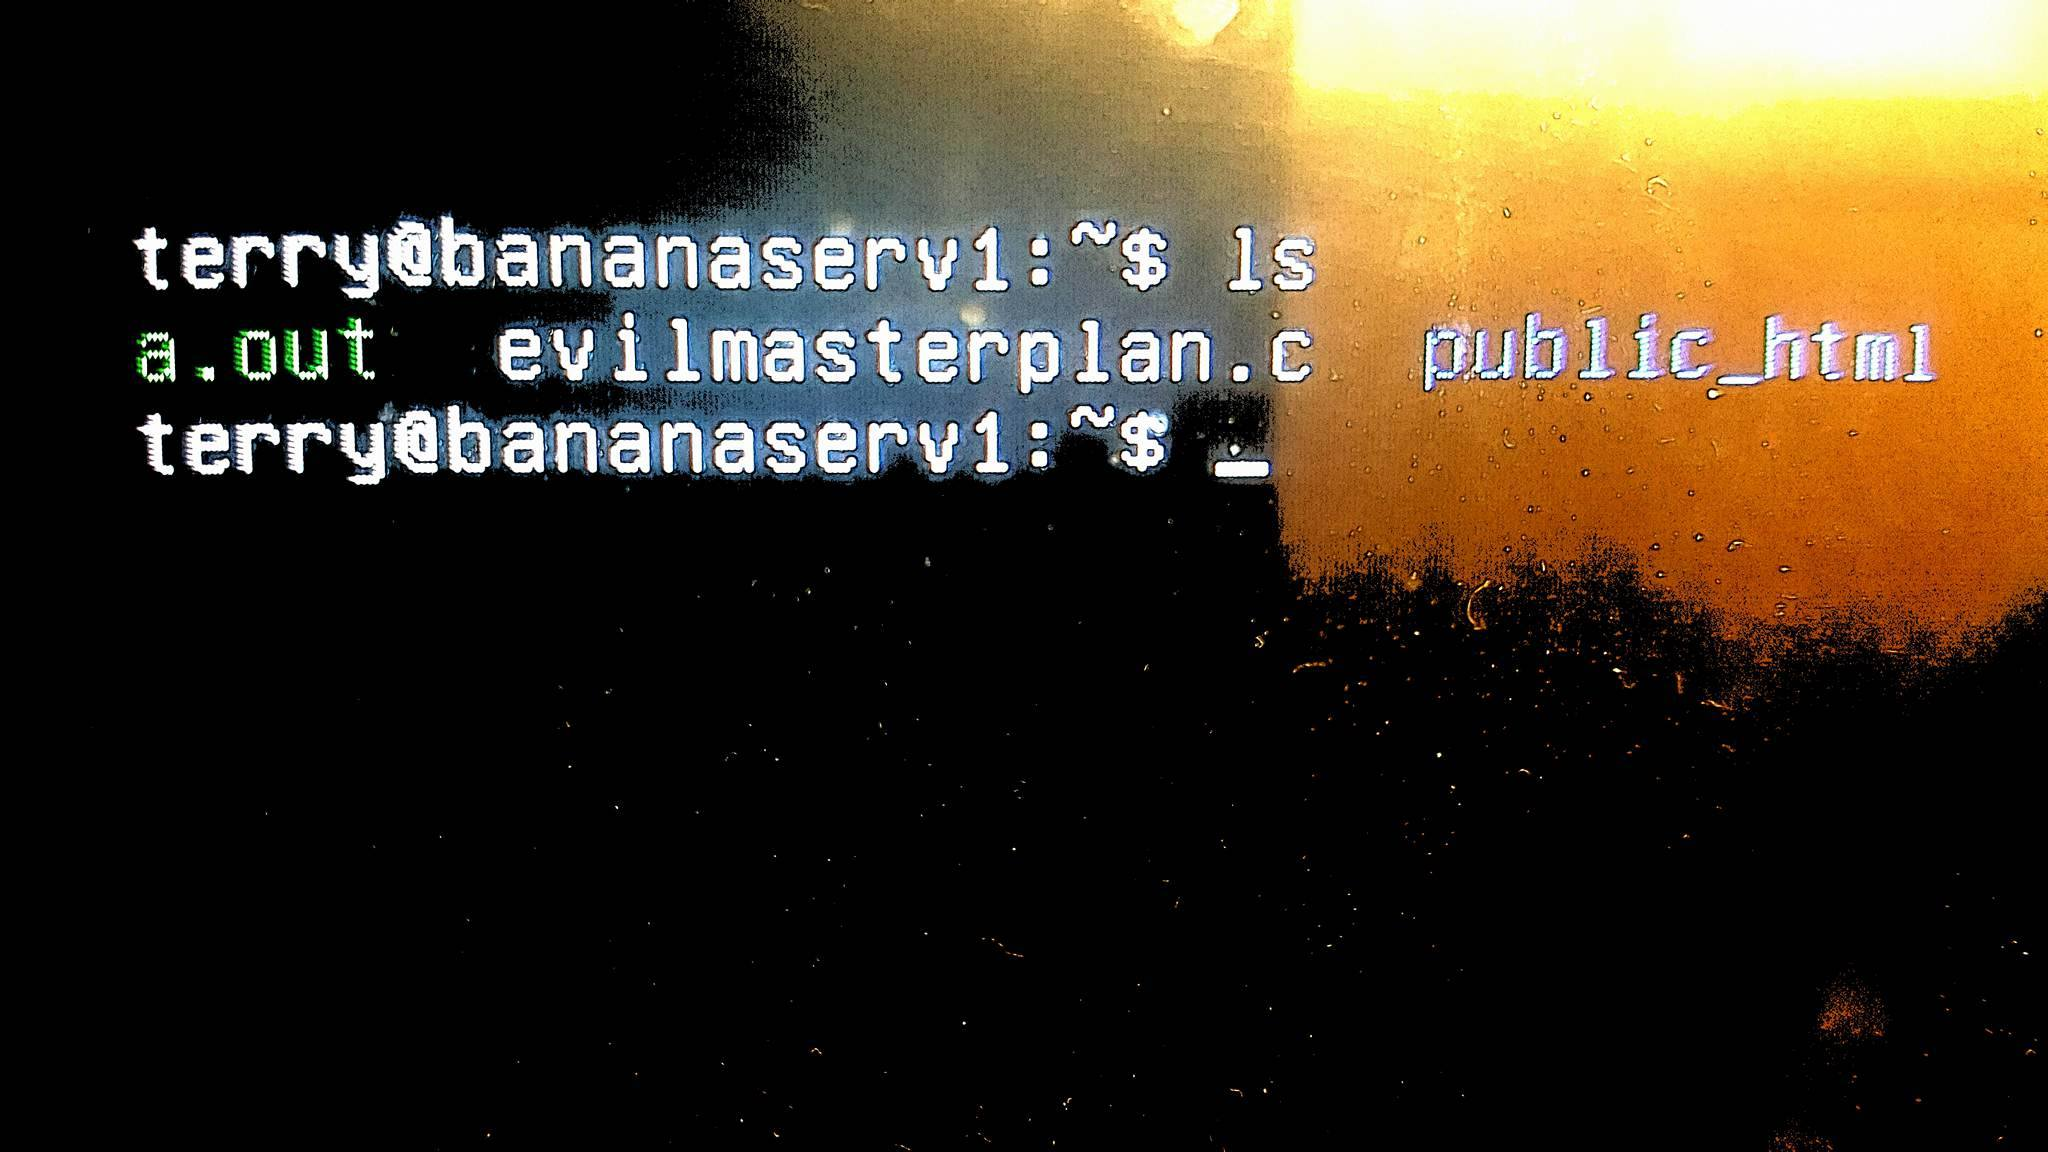 terry@bananaserv1:~$ ls
a.out  evilmasterplan.c  public_html
terry@bananaserv1:~$ _